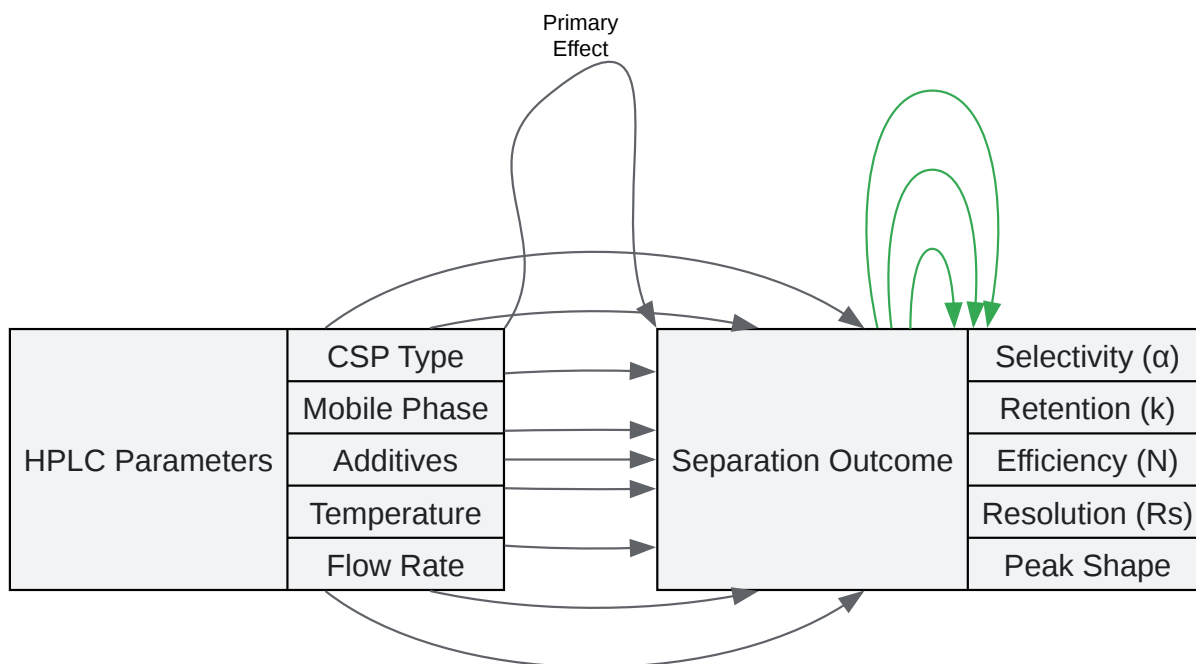 Primary
Effect
HPLC Parameters
CSP Type
Mobile Phase
Additives
Temperature
Flow Rate
Separation Outcome
Selectivity (α)
Retention (k)
Efficiency (N)
Resolution (Rs)
Peak Shape